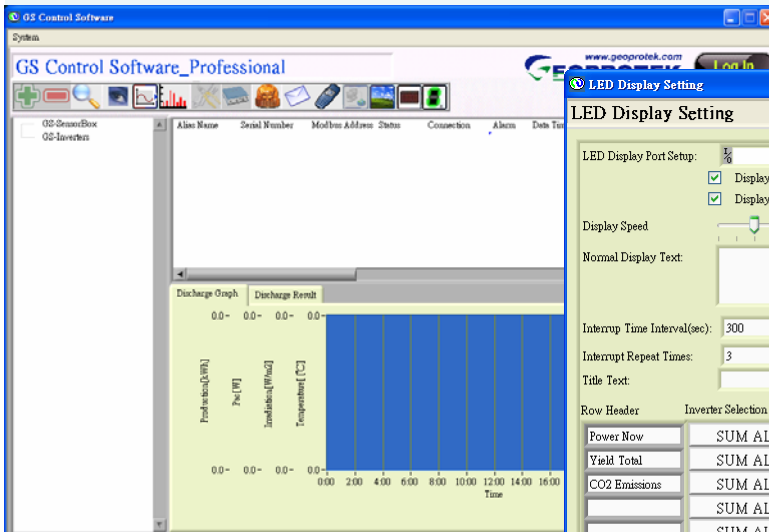 GS Control Software
System
GS Control Software_Professional
www.geoprotek.com
Log In
GS-SensorBox
GS-Inverters
Alias Name Serial Number Modbus Address Status Connection Alarm Data Tim
Discharge Graph Discharge Result
0.0 0.0 0.0 0.0
Production[kWh] Pac [W] Irradiation[W/m2] Temperature[°C]
0.0 0.0 0.0 0.0
0:00 2:00 4:00 6:00 8:00 10:00 12:00 14:00 16:00
Time
LED Display Setting
LED Display Setting
LED Display Port Setup:
Display
Display
Display Speed
Normal Display Text:
Interrup Time Interval(sec): 300
Interrupt Repeat Times: 3
Title Text:
Row Header Inverter Selection
Power Now SUM AL
Yield Total SUM AL
CO2 Emissions SUM AL
SUM AL
SUM AL